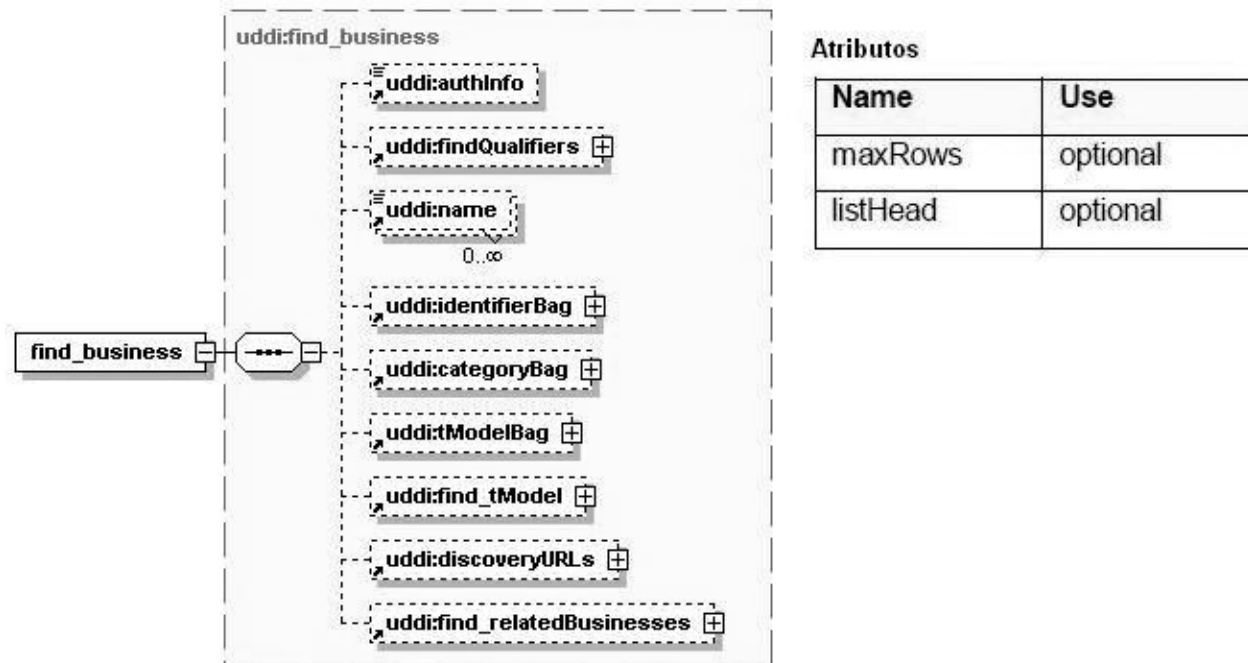 uddi:find_business
uddi:authInfo
uddi:findQualifiers
uddi:name
0..∞
uddi:identifierBag
find_business
uddi:categoryBag
uddi:tModelBag
uddi:find_tModel
uddi:discoveryURLs
uddi:find_relatedBusinesses
Atributos
Name Use
maxRows optional
listHead optional